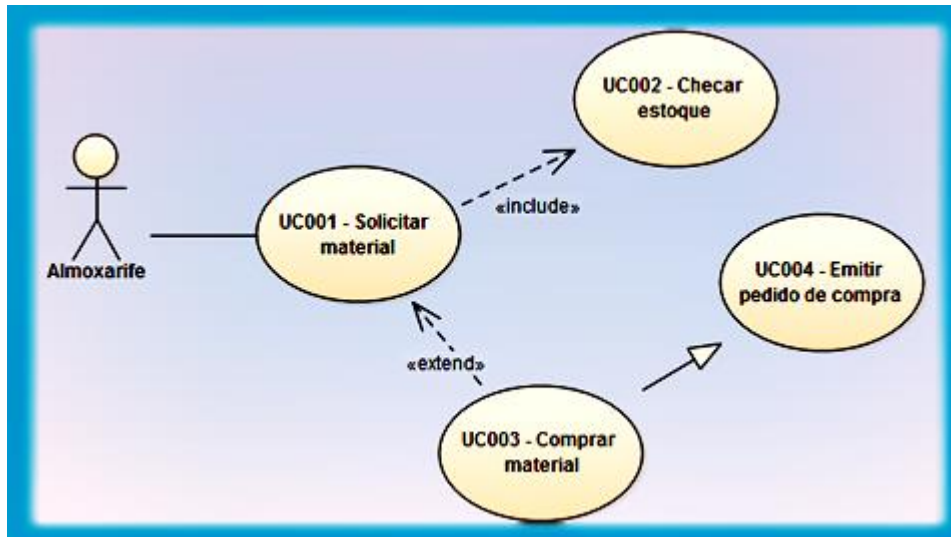 UC002 - Checar
estoque
«include»
UC001 - Solicitar
material
Almoxarife
UC004 - Emitir
pedido de compra
«extend»
UC003 - Comprar
material